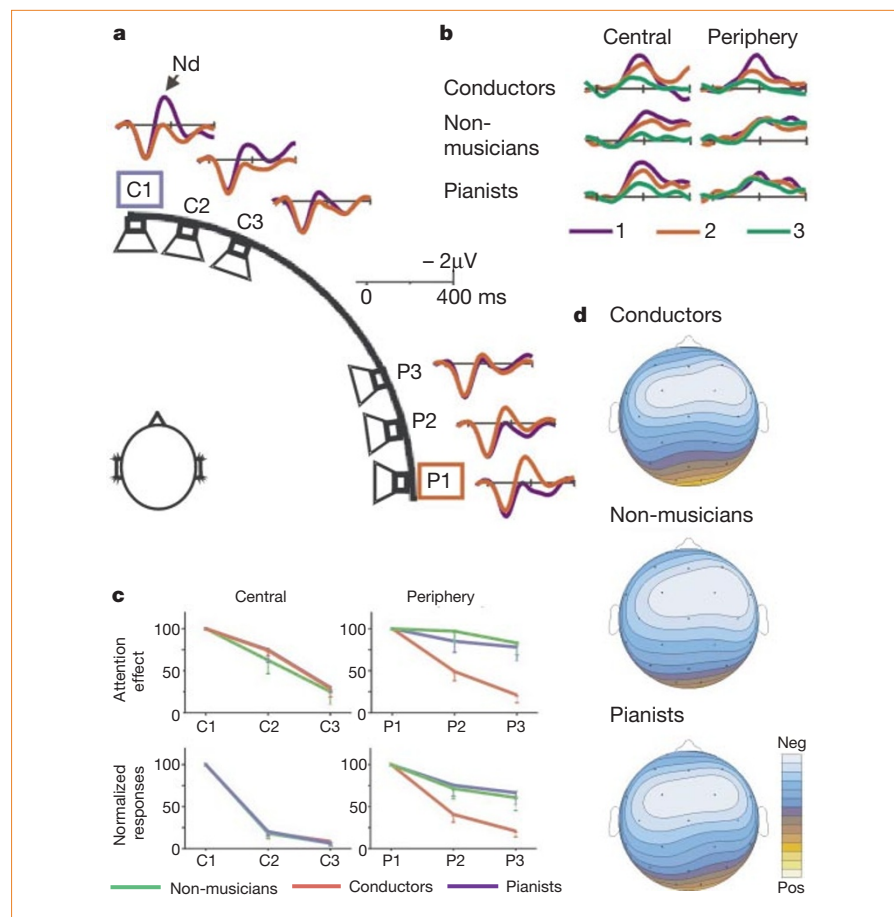 a
Nd
C1
C2
C3
– 2μV
0 400 ms
P3
P2
P1
b
Central Periphery
Conductors
Non-
musicians
Pianists
1 2 3
c
Central Periphery
Attention
effect
100
50
0
C1 C2 C3
100
50
0
P1 P2 P3
Normalized
responses
100
50
0
C1 C2 C3
100
50
0
P1 P2 P3
Non-musicians Conductors Pianists
d
Conductors
Non-musicians
Pianists
Neg
Pos